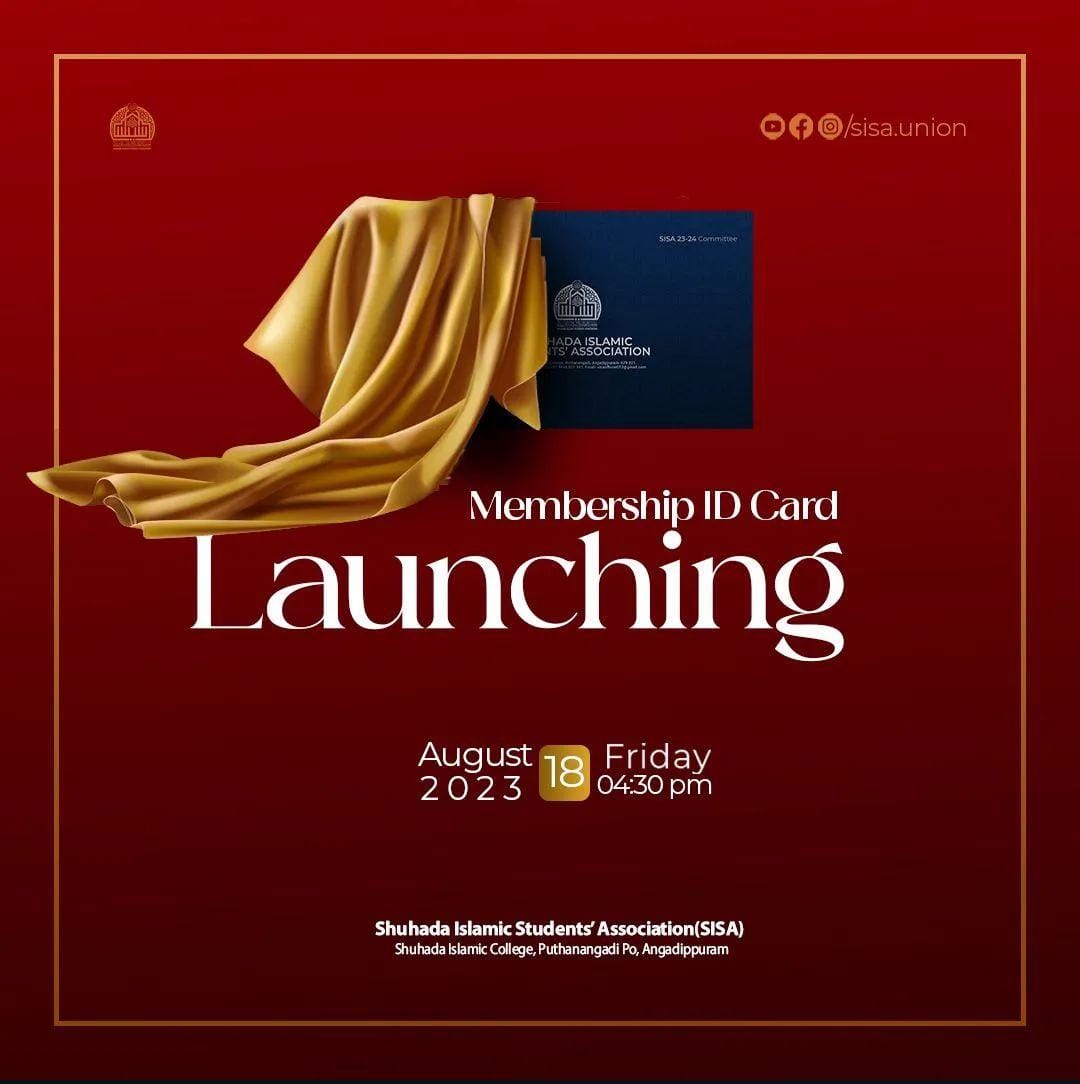 /sisa.union
SISA 23-24 Committee
HADA ISLAMIC
NTS' ASSOCIATION
Membership ID Card
Launching
August 18 Friday
2023 04:30 pm
Shuhada Islamic Students' Association(SISA)
Shuhada Islamic College, Puthanangadi Po, Angadippuram